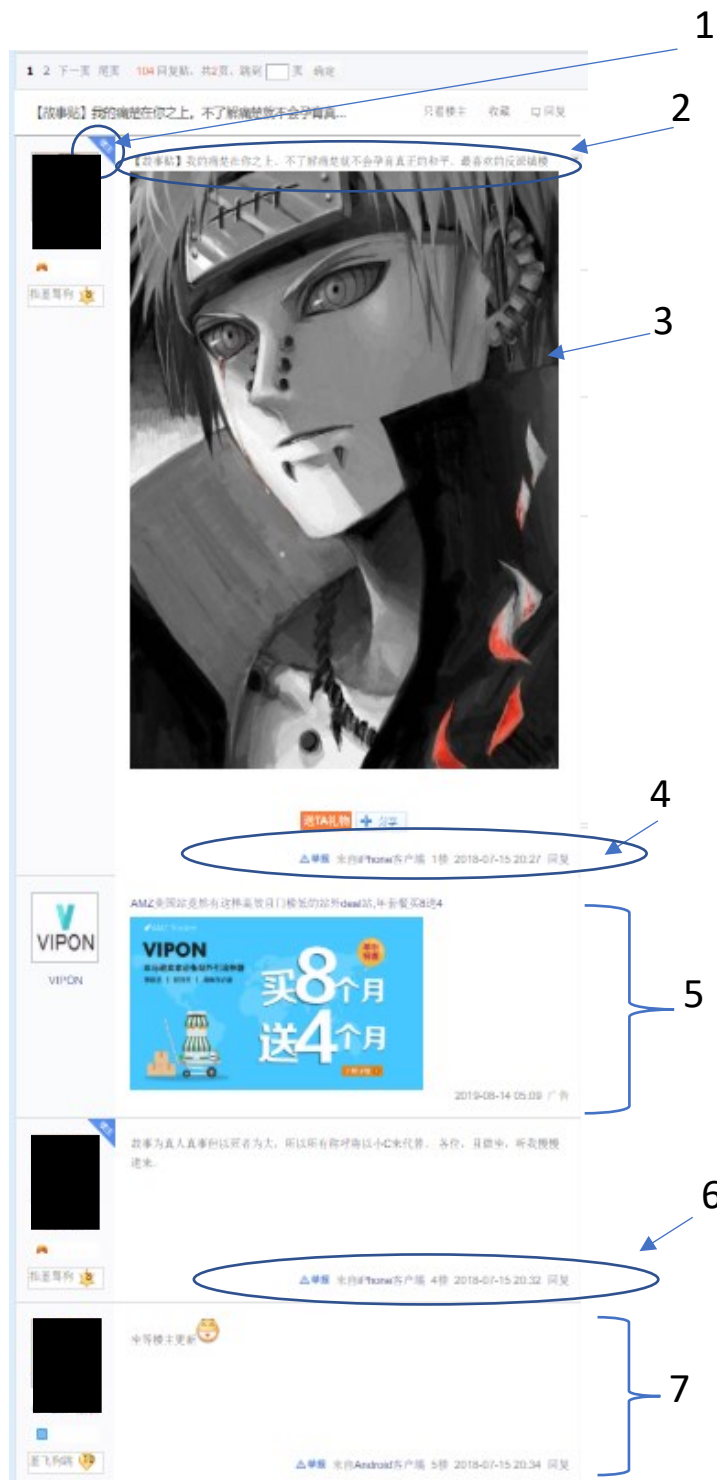 1
1 2 下一页 尾页 104回复贴，共2页，跳到 页 确定
2
【故事贴】我的痛楚在你之上，不了解痛楚就不会孕育真...
只看楼主 收藏 回复
楼主
【故事贴】我的痛楚在你之上，不了解痛楚就不会孕育真正的和平，最喜欢的反派镇楼
8
3
送TA礼物 分享
4
举报 来自iPhone客户端 1楼 2018-07-15 20:27 回复
VIPON
VIPON
AMZ美国站竟然有这样高效且门槛低的站外deal站,年套餐买8送4
VIPON
买8个月
送4个月
5
2019-08-14 05:09 广告
楼主
故事为真人真事但以死者为大，所以所有称呼将以小C来代替。 各位，且做坐，听我慢慢
道来。
8
6
举报 来自iPhone客户端 4楼 2018-07-15 20:32 回复
坐等楼主更新
7
举报 来自Android客户端 5楼 2018-07-15 20:34 回复